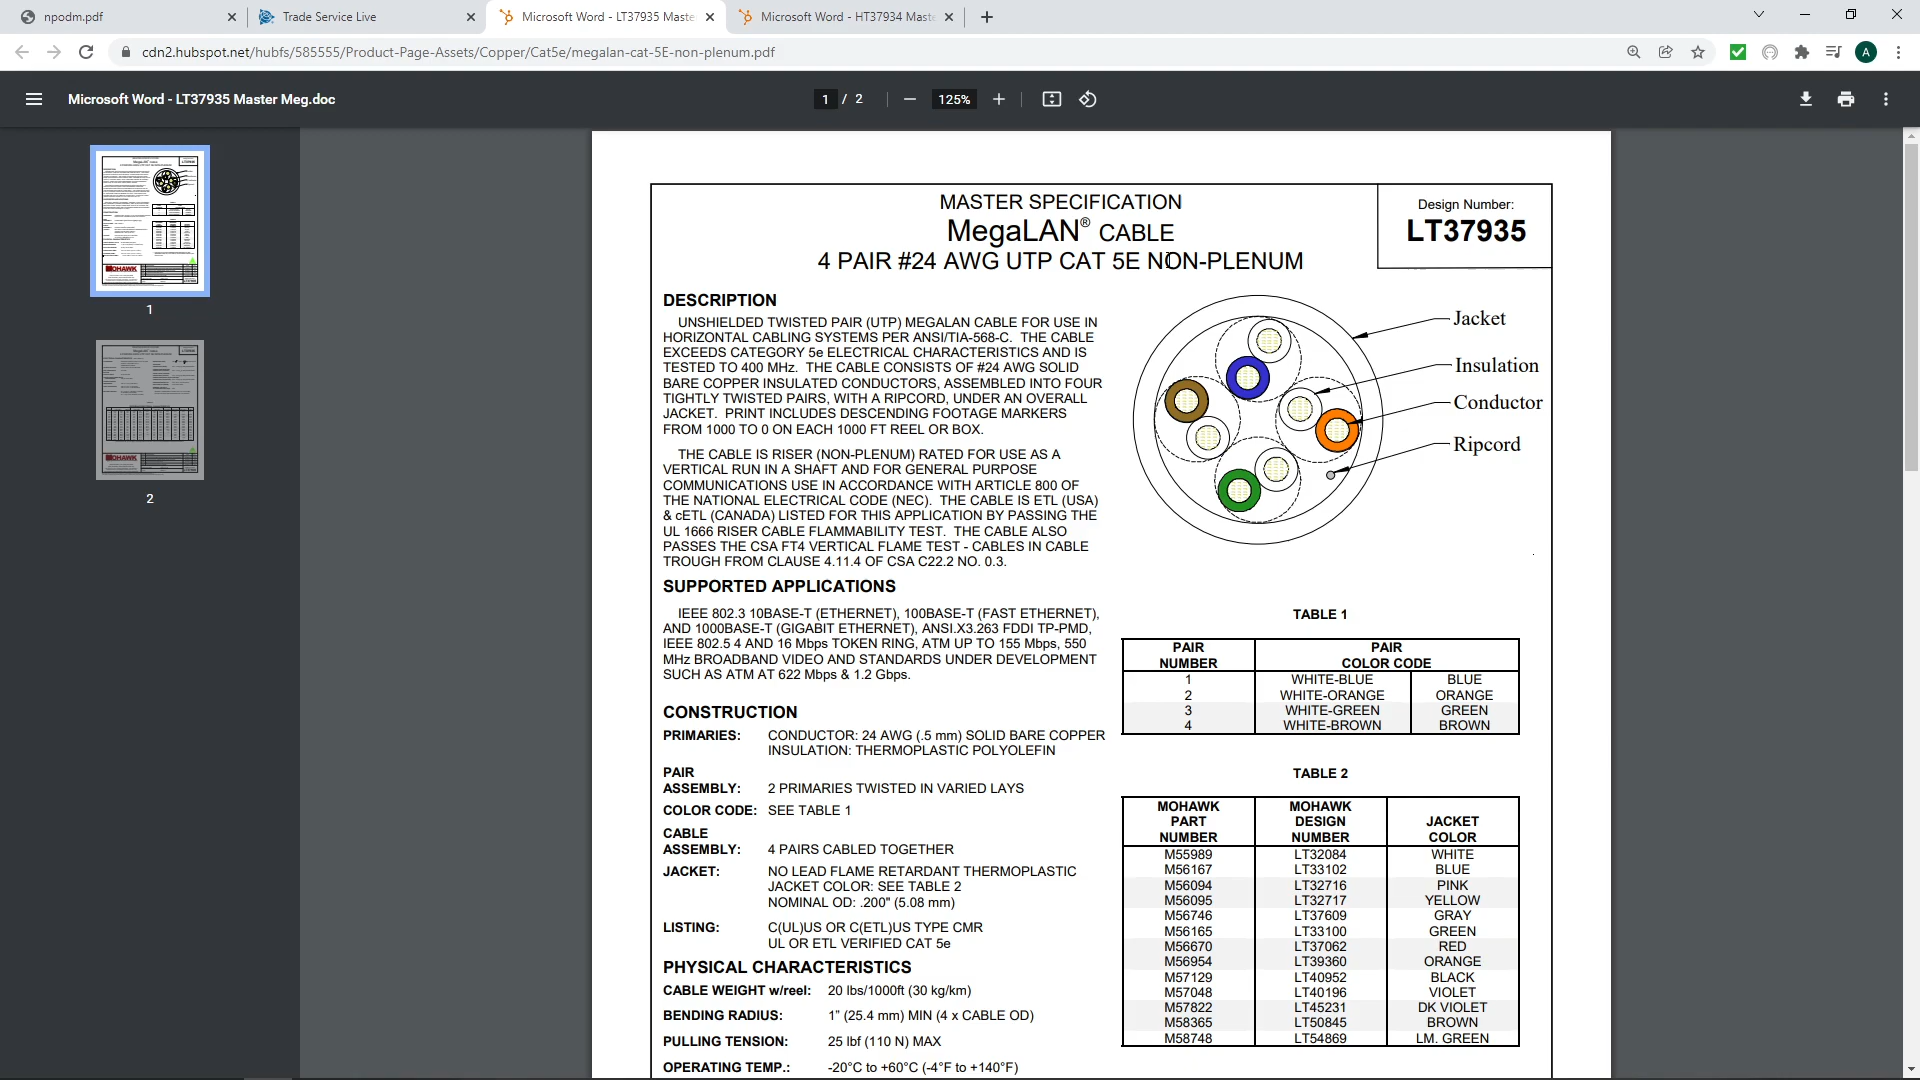 npodm.pdf
Trade Service Live
Microsoft Word - LT37935 Maste
Microsoft Word - HT37934 Mast
cdn2.hubspot.net/hubfs/585555/Product-Page-Assets/Copper/Cat5e/megalan-cat-5E-non-plenum.pdf
A
Microsoft Word - LT37935 Master Meg.doc
1 / 2
125%
1
2
MASTER SPECIFICATION
MegaLAN® CABLE
4 PAIR #24 AWG UTP CAT 5E NON-PLENUM
Design Number:
LT37935
DESCRIPTION
UNSHIELDED TWISTED PAIR (UTP) MEGALAN CABLE FOR USE IN
HORIZONTAL CABLING SYSTEMS PER ANSI/TIA-568-C. THE CABLE
EXCEEDS CATEGORY 5e ELECTRICAL CHARACTERISTICS AND IS
TESTED TO 400 MHz. THE CABLE CONSISTS OF #24 AWG SOLID
BARE COPPER INSULATED CONDUCTORS, ASSEMBLED INTO FOUR
TIGHTLY TWISTED PAIRS, WITH A RIPCORD, UNDER AN OVERALL
JACKET. PRINT INCLUDES DESCENDING FOOTAGE MARKERS
FROM 1000 TO 0 ON EACH 1000 FT REEL OR BOX.
THE CABLE IS RISER (NON-PLENUM) RATED FOR USE AS A
VERTICAL RUN IN A SHAFT AND FOR GENERAL PURPOSE
COMMUNICATIONS USE IN ACCORDANCE WITH ARTICLE 800 OF
THE NATIONAL ELECTRICAL CODE (NEC). THE CABLE IS ETL (USA)
& cETL (CANADA) LISTED FOR THIS APPLICATION BY PASSING THE
UL 1666 RISER CABLE FLAMMABILITY TEST. THE CABLE ALSO
PASSES THE CSA FT4 VERTICAL FLAME TEST - CABLES IN CABLE
TROUGH FROM CLAUSE 4.11.4 OF CSA C22.2 NO. 0.3.
Jacket
Insulation
Conductor
Ripcord
SUPPORTED APPLICATIONS
IEEE 802.3 10BASE-T (ETHERNET), 100BASE-T (FAST ETHERNET),
AND 1000BASE-T (GIGABIT ETHERNET), ANSI.X3.263 FDDI TP-PMD,
IEEE 802.5 4 AND 16 Mbps TOKEN RING, ATM UP TO 155 Mbps, 550
MHz BROADBAND VIDEO AND STANDARDS UNDER DEVELOPMENT
SUCH AS ATM AT 622 Mbps & 1.2 Gbps.
CONSTRUCTION
PRIMARIES: CONDUCTOR: 24 AWG (.5 mm) SOLID BARE COPPER
INSULATION: THERMOPLASTIC POLYOLEFIN
PAIR
ASSEMBLY: 2 PRIMARIES TWISTED IN VARIED LAYS
COLOR CODE: SEE TABLE 1
CABLE
ASSEMBLY: 4 PAIRS CABLED TOGETHER
JACKET: NO LEAD FLAME RETARDANT THERMOPLASTIC
JACKET COLOR: SEE TABLE 2
NOMINAL OD: .200" (5.08 mm)
LISTING: C(UL)US OR C(ETL)US TYPE CMR
UL OR ETL VERIFIED CAT 5e
PHYSICAL CHARACTERISTICS
CABLE WEIGHT w/reel: 20 lbs/1000ft (30 kg/km)
BENDING RADIUS: 1" (25.4 mm) MIN (4 x CABLE OD)
PULLING TENSION: 25 lbf (110 N) MAX
OPERATING TEMP.: -20°C to +60°C (-4°F to +140°F)
TABLE 1
PAIR PAIR
NUMBER COLOR CODE
1 WHITE-BLUE BLUE
2 WHITE-ORANGE ORANGE
3 WHITE-GREEN GREEN
4 WHITE-BROWN BROWN
TABLE 2
MOHAWK MOHAWK
PART DESIGN JACKET
NUMBER NUMBER COLOR
M55989 LT32084 WHITE
M56167 LT33102 BLUE
M56094 LT32716 PINK
M56095 LT32717 YELLOW
M56746 LT37609 GRAY
M56165 LT33100 GREEN
M56670 LT37062 RED
M56954 LT39360 ORANGE
M57129 LT40952 BLACK
M57048 LT40196 VIOLET
M57822 LT45231 DK VIOLET
M58365 LT50845 BROWN
M58748 LT54869 LM. GREEN